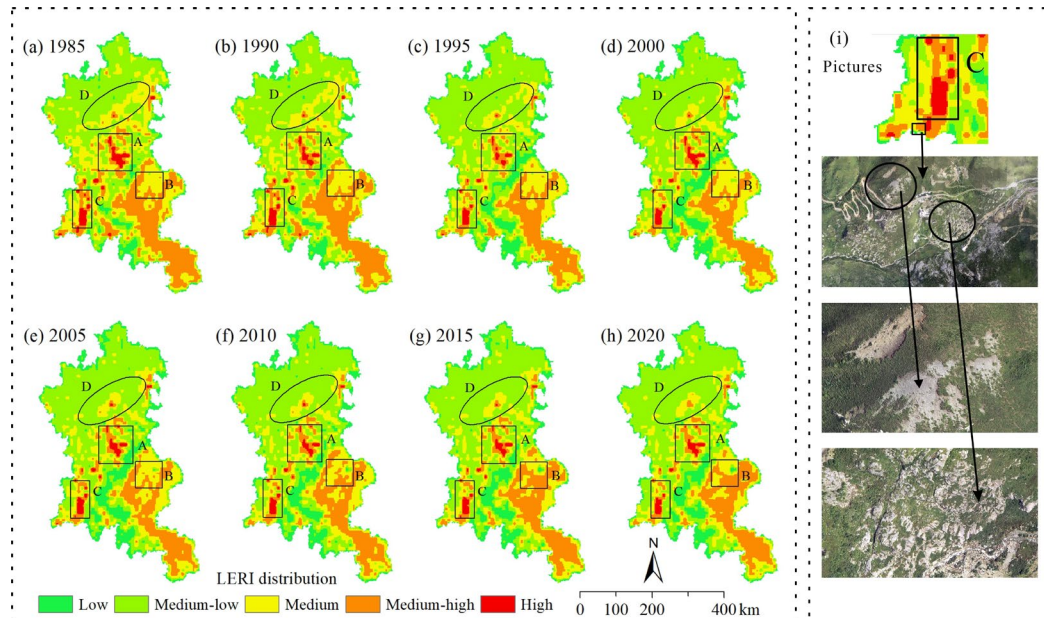 (a) 1985
D
A
B
C
(b) 1990
D
A
B
C
(c) 1995
D
A
B
C
(d) 2000
D
A
B
C
(e) 2005
D
A
B
C
(f) 2010
D
A
B
C
(g) 2015
D
A
B
C
(h) 2020
D
A
B
C
LERI distribution
Low Medium-low Medium Medium-high High
N
0 100 200 400 km
(i)
Pictures
C